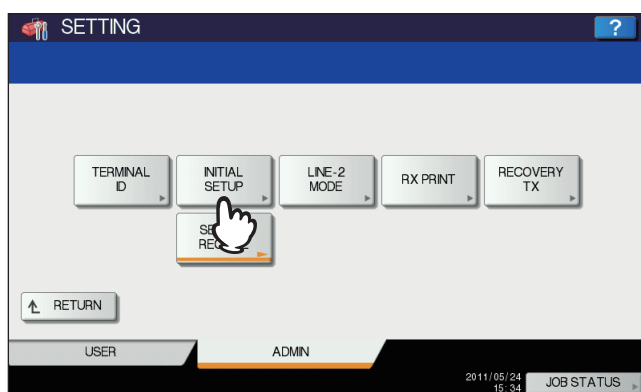 SETTING
?
TERMINAL
ID
INITIAL
SETUP
LINE-2
MODE
RX PRINT
RECOVERY
TX
RETURN
USER
ADMIN
2011/05/24
15:34
JOB STATUS